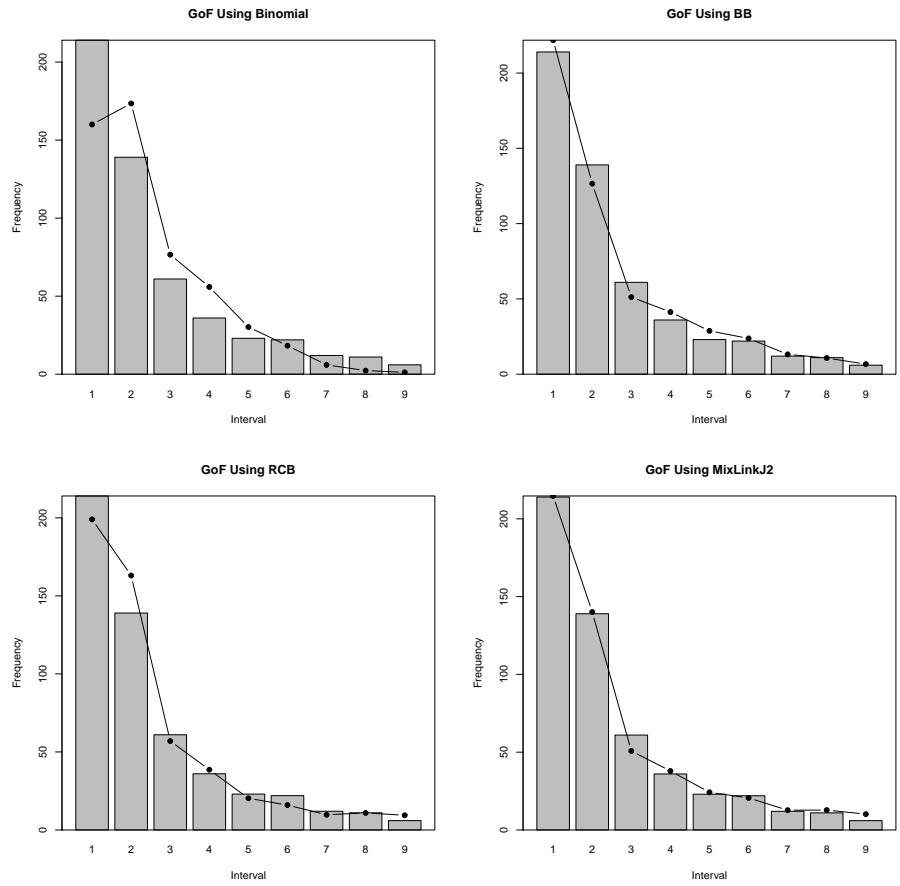 GoF Using Binomial
Frequency
0 50 100 150 200
1 2 3 4 5 6 7 8 9
Interval
GoF Using BB
Frequency
0 50 100 150 200
1 2 3 4 5 6 7 8 9
Interval
GoF Using RCB
Frequency
0 50 100 150 200
1 2 3 4 5 6 7 8 9
Interval
GoF Using MixLinkJ2
Frequency
0 50 100 150 200
1 2 3 4 5 6 7 8 9
Interval